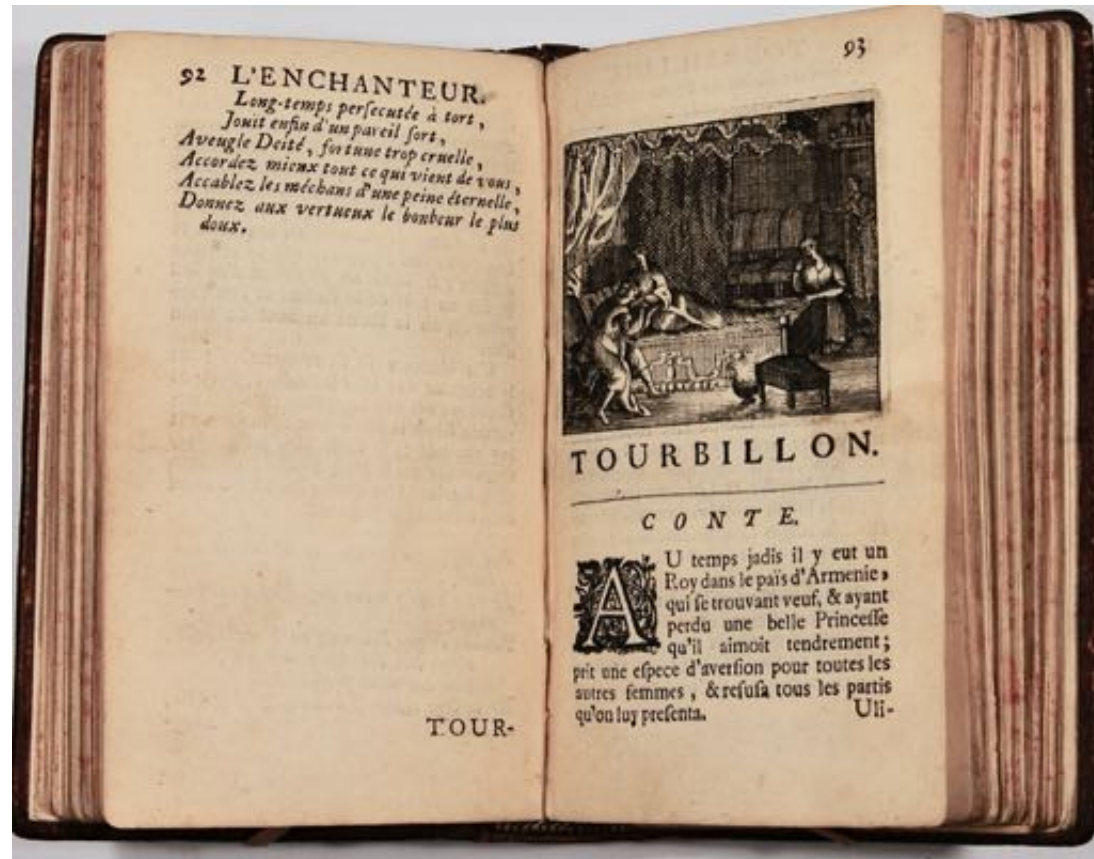 92 L'ENCHANTEUR.
Long-temps perſecutée à tort,
Jouit enfin d'un pareil ſort,
Aveugle Deité, fortune trop cruelle,
Accordez mieux tout ce qui vient de vous,
Accablez les méchans d'une peine éternelle,
Donnez aux vertueux le bonheur le plus
doux.
TOUR-
93
TOURBILLON.
CONTE.
AU temps jadis il y eut un
Roy dans le païs d'Armenie,
qui ſe trouvant veuf, & ayant
perdu une belle Princeſſe
qu'il aimoit tendrement;
prit une eſpece d'averſion pour toutes les
autres femmes, & refuſa tous les partis
qu'on luy preſenta.
Uli-